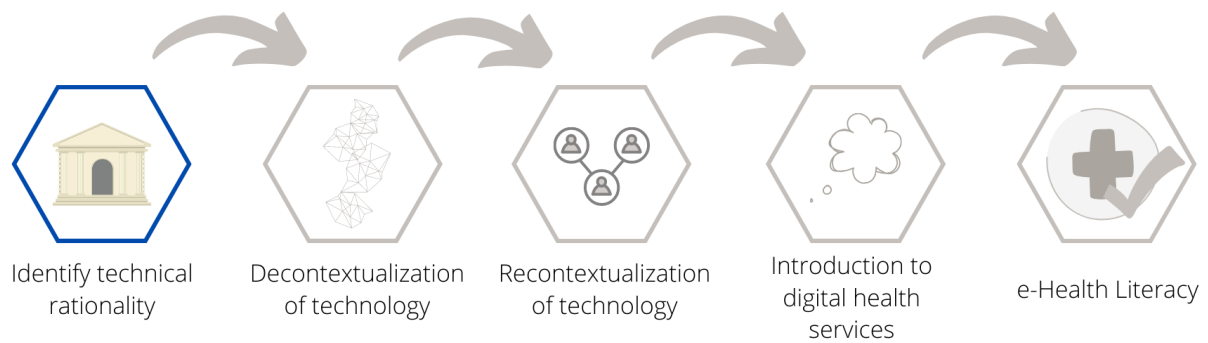 Identify technical
rationality
Decontextualization
of technology
Recontextualization
of technology
Introduction to
digital health
services
e-Health Literacy